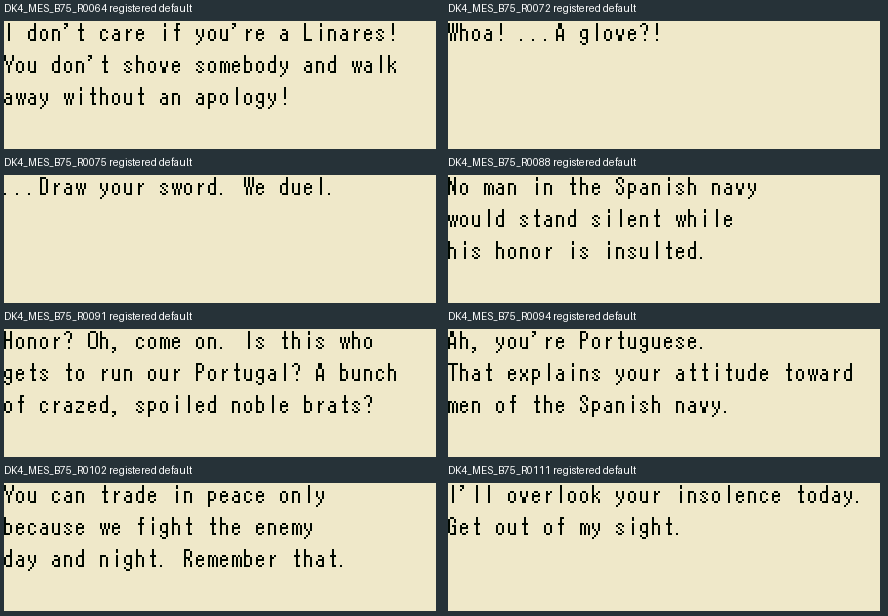 DK4_MES_B75_R0064 registered default
I don't care if you're a Linares!
You don't shove somebody and walk
away without an apology!
DK4_MES_B75_R0072 registered default
Whoa! ...A glove?!
DK4_MES_B75_R0075 registered default
...Draw your sword. We duel.
DK4_MES_B75_R0088 registered default
No man in the Spanish navy
would stand silent while
his honor is insulted.
DK4_MES_B75_R0091 registered default
Honor? Oh, come on. Is this who
gets to run our Portugal? A bunch
of crazed, spoiled noble brats?
DK4_MES_B75_R0094 registered default
Ah, you're Portuguese.
That explains your attitude toward
men of the Spanish navy.
DK4_MES_B75_R0102 registered default
You can trade in peace only
because we fight the enemy
day and night. Remember that.
DK4_MES_B75_R0111 registered default
I'll overlook your insolence today.
Get out of my sight.